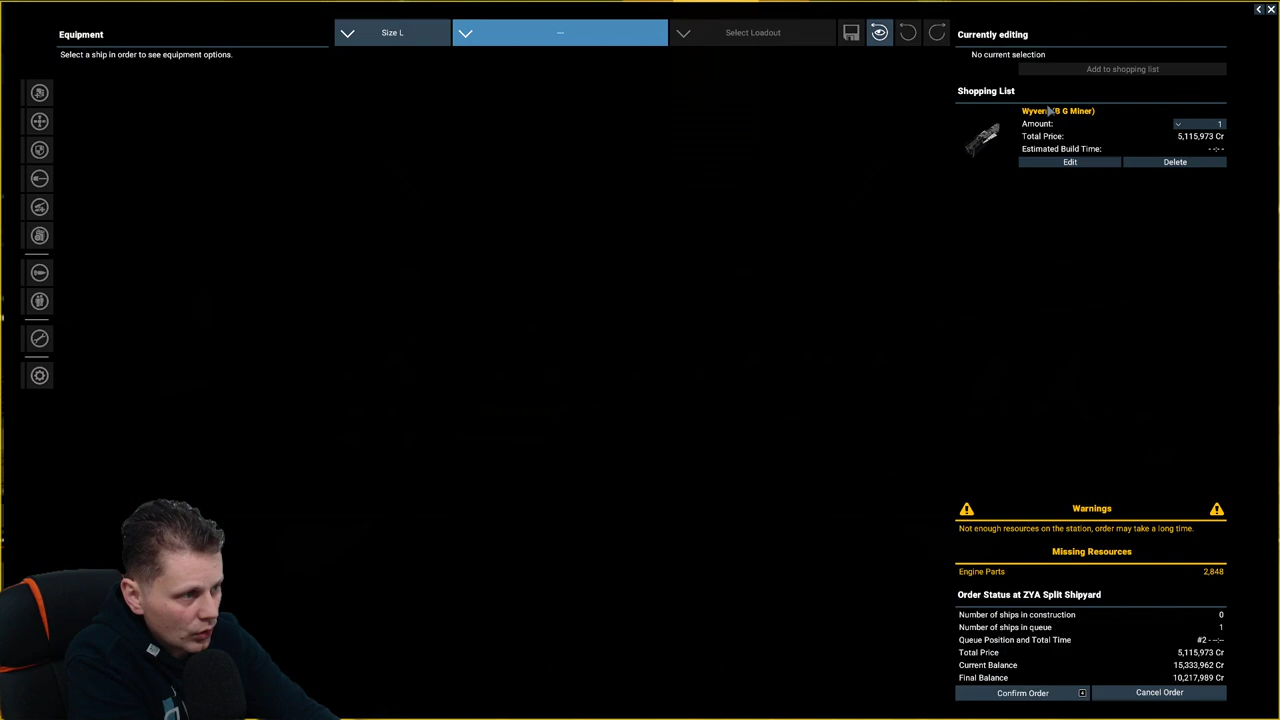 Equipment
Select a ship in order to see equipment options.
Size L
---
Select Loadout
Currently editing
No current selection
Add to shopping list
Shopping List
Wyvern (B G Miner)
Amount: 1
Total Price: 5,115,973 Cr
Estimated Build Time: --:--
Edit Delete
Warnings
Not enough resources on the station, order may take a long time.
Missing Resources
Engine Parts 2,848
Order Status at ZYA Split Shipyard
Number of ships in construction 0
Number of ships in queue 1
Queue Position and Total Time #2 - --:--
Total Price 5,115,973 Cr
Current Balance 15,333,962 Cr
Final Balance 10,217,989 Cr
Confirm Order Cancel Order